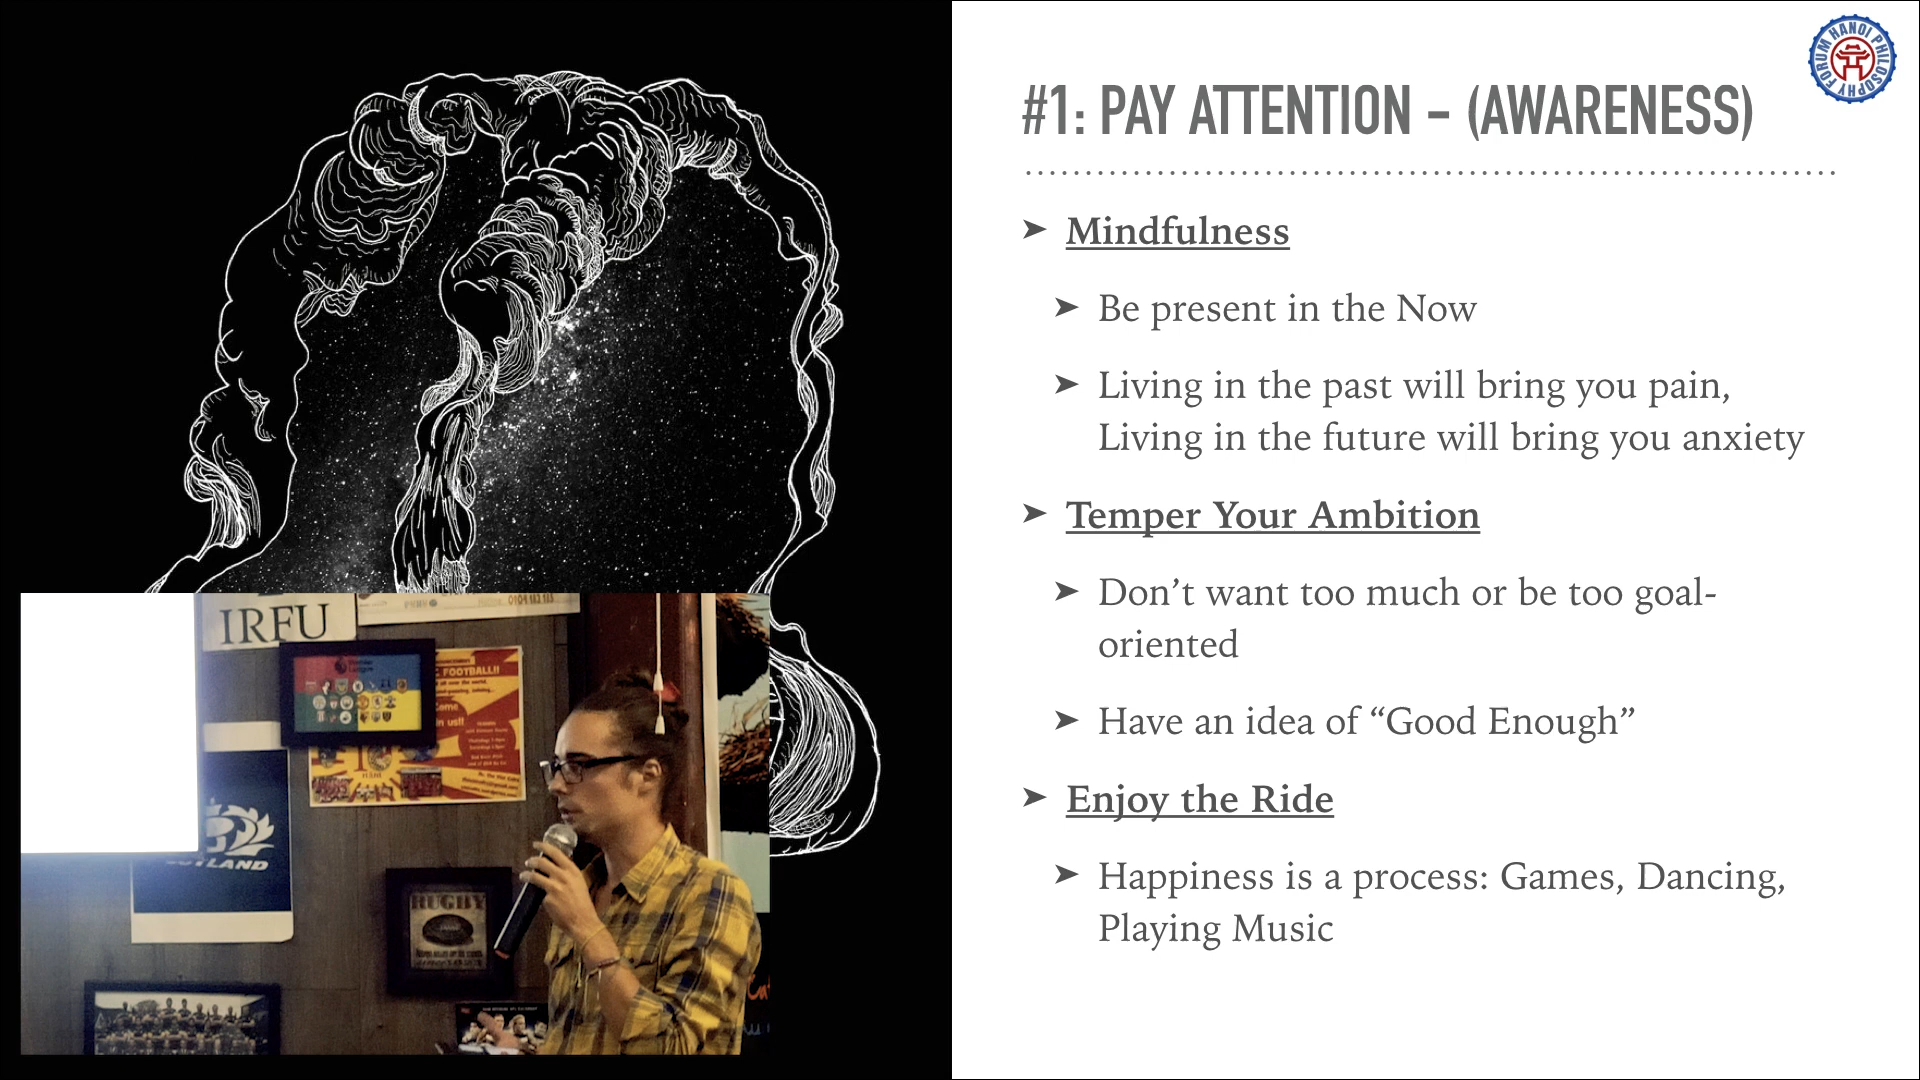 #1: PAY ATTENTION – (AWARENESS)
➤ Mindfulness
➤ Be present in the Now
➤ Living in the past will bring you pain,
Living in the future will bring you anxiety
➤ Temper Your Ambition
➤ Don’t want too much or be too goal-
oriented
➤ Have an idea of “Good Enough”
➤ Enjoy the Ride
➤ Happiness is a process: Games, Dancing,
Playing Music
HANOI PHILOSOPHY FORUM
IRFU
FOOTBALL!!
RUGBY